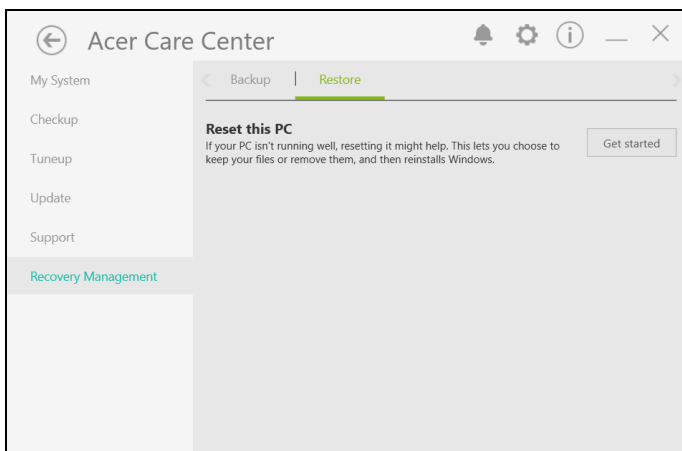 Acer Care Center
My System
Checkup
Tuneup
Update
Support
Recovery Management
Backup | Restore
Reset this PC
If your PC isn't running well, resetting it might help. This lets you choose to
keep your files or remove them, and then reinstalls Windows.
Get started